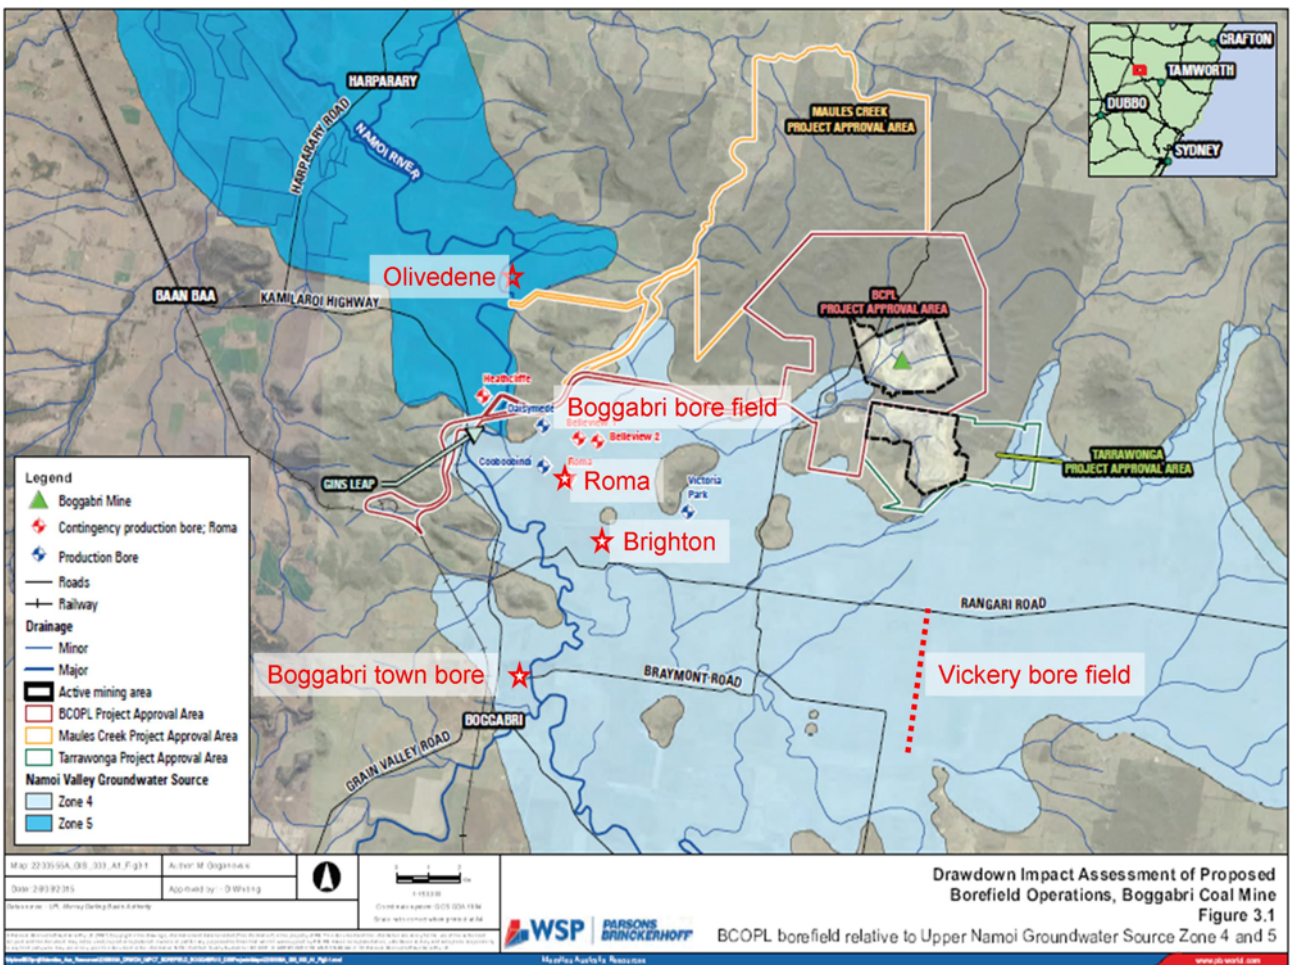 GRAFTON
TAMWORTH
DUBBO
SYDNEY
HARPARARY
HARPARARY ROAD
NAMOI RIVER
MAULES CREEK
PROJECT APPROVAL AREA
Olivedene
BAAN BAA
KAMILAROI HIGHWAY
BCPL
PROJECT APPROVAL AREA
Heathcliffe
Daisymede
Boggabri bore field
Belleview 2
Cooboobindi
Roma
Roma
GINS LEAP
Victoria
Park
TARRAWONGA
PROJECT APPROVAL AREA
Brighton
RANGARI ROAD
Boggabri town bore
BRAYMONT ROAD
Vickery bore field
BOGGABRI
GRAIN VALLEY ROAD
Legend
Boggabri Mine
Contingency production bore; Roma
Production Bore
Roads
Railway
Drainage
Minor
Major
Active mining area
BCOPL Project Approval Area
Maules Creek Project Approval Area
Tarrawonga Project Approval Area
Namoi Valley Groundwater Source
Zone 4
Zone 5
Drawdown Impact Assessment of Proposed
Borefield Operations, Boggabri Coal Mine
Figure 3.1
BCOPL borefield relative to Upper Namoi Groundwater Source Zone 4 and 5
WSP
PARSONS
BRINCKERHOFF
www.pbworld.com